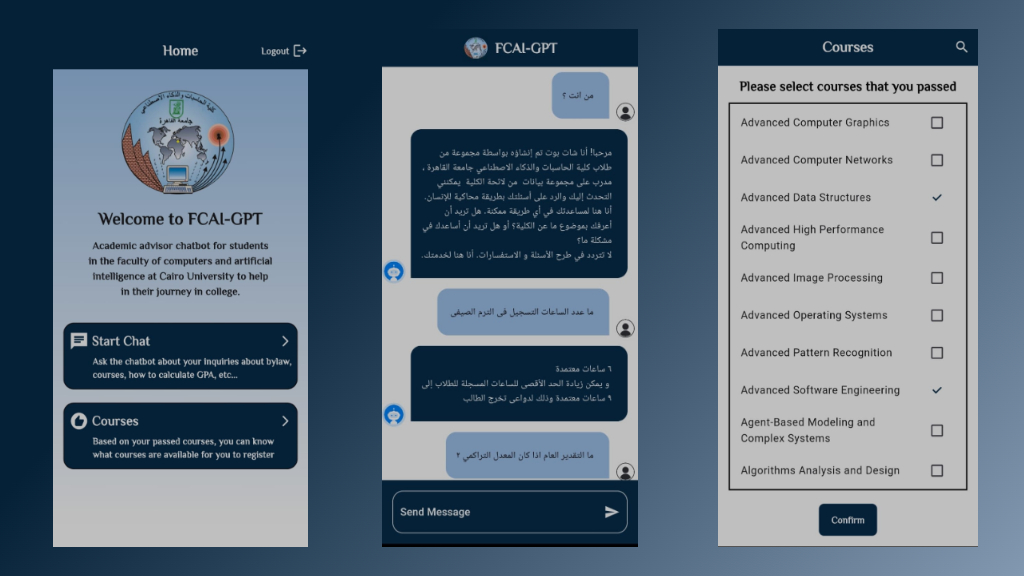 Home
Logout
كلية الحاسبات والذكاء الاصطناعي
جامعة القاهرة
Welcome to FCAI-GPT
Academic advisor chatbot for students
in the faculty of computers and artificial
intelligence at Cairo University to help
in their journey in college.
Start Chat
Ask the chatbot about your inquiries about bylaw,
courses, how to calculate GPA, etc...
Courses
Based on your passed courses, you can know
what courses are available for you to register
FCAI-GPT
من انت ؟
مرحبا! أنا شات بوت تم إنشاؤه بواسطة مجموعة من
طلاب كلية الحاسبات والذكاء الاصطناعي جامعة القاهرة ,
مدرب على مجموعة بيانات من لائحة الكلية يمكنني
التحدث إليك والرد على أسئلتك بطريقة محاكية للإنسان.
أنا هنا لمساعدتك في أي طريقة ممكنة. هل تريد أن
أعرفك بموضوع ما عن الكلية؟ أو هل تريد أن أساعدك في
مشكلة ما؟
لا تتردد في طرح الأسئلة و الاستفسارات. أنا هنا لخدمتك.
ما عدد الساعات التسجيل فى الترم الصيفى
٦ ساعات معتمدة
و يمكن زيادة الحد الأقصى للساعات المسجلة للطلاب إلى
٩ ساعات معتمدة وذلك لدواعى تخرج الطالب
ما التقدير العام اذا كان المعدل التراكمي ٢
Send Message
Courses
Please select courses that you passed
Advanced Computer Graphics
Advanced Computer Networks
Advanced Data Structures
Advanced High Performance
Computing
Advanced Image Processing
Advanced Operating Systems
Advanced Pattern Recognition
Advanced Software Engineering
Agent-Based Modeling and
Complex Systems
Algorithms Analysis and Design
Confirm